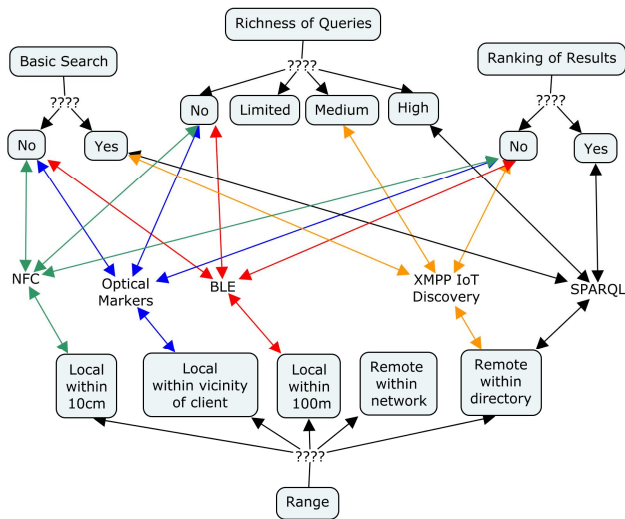 Richness of Queries
Basic Search
Ranking of Results
????
????
????
No
Limited
Medium
High
No
Yes
No
Yes
NFC
Optical
Markers
BLE
XMPP IoT
Discovery
SPARQL
Local
within
10cm
Local
within vicinity
of client
Local
within
100m
Remote
within
network
Remote
within
directory
????
Range